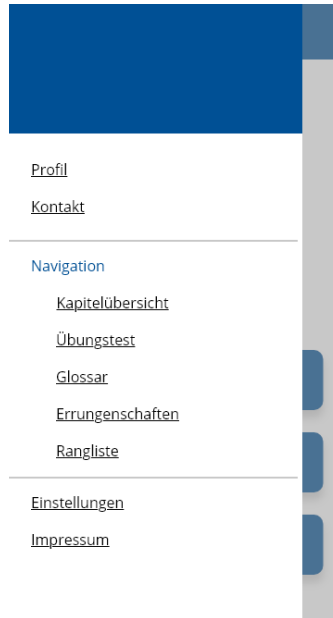 Profil
Kontakt
Navigation
Kapitelübersicht
Übungstest
Glossar
Errungenschaften
Rangliste
Einstellungen
Impressum